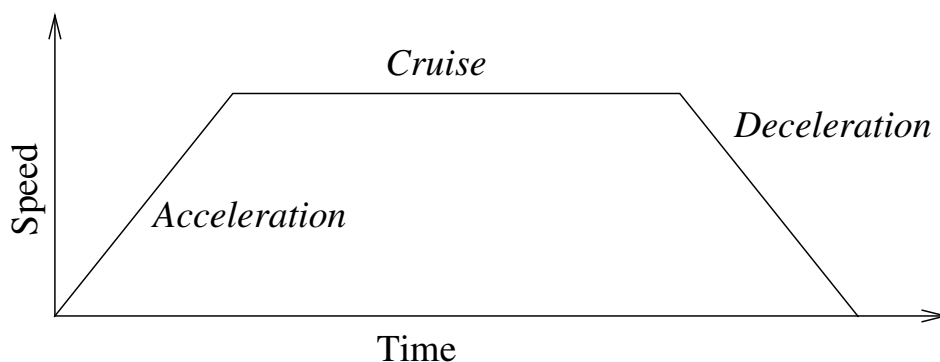 Cruise
Deceleration
Speed
Acceleration
Time